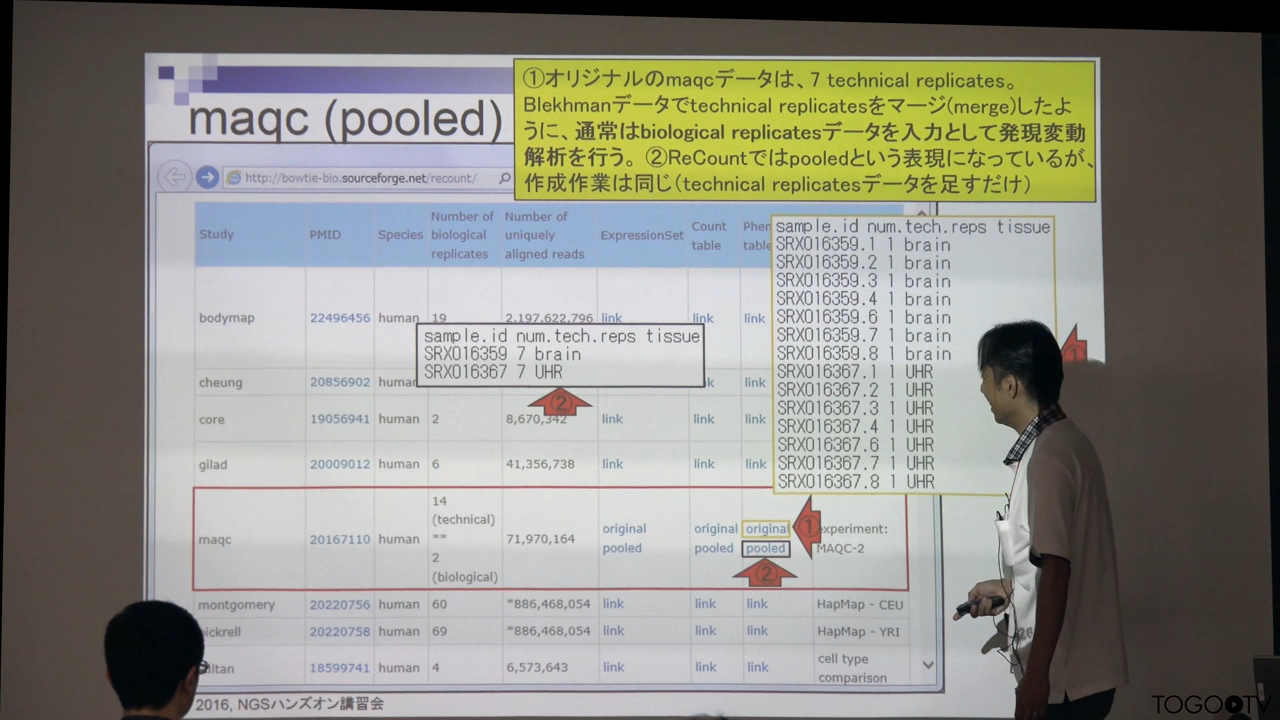 maqc (pooled)
①オリジナルのmaqcデータは、7 technical replicates。
Blekhmanデータでtechnical replicatesをマージ(merge)したよ
うに、通常はbiological replicatesデータを入力として発現変動
解析を行う。②ReCountではpooledという表現になっているが、
作成作業は同じ(technical replicatesデータを足すだけ)
http://bowtie-bio.sourceforge.net/recount/
Study PMID Species Number of biological replicates Number of uniquely aligned reads ExpressionSet Count table table
sample.id num.tech.reps tissue
SRX016359.1 1 brain
SRX016359.2 1 brain
SRX016359.3 1 brain
SRX016359.4 1 brain
SRX016359.6 1 brain
SRX016359.7 1 brain
SRX016359.8 1 brain
SRX016367.1 1 UHR
SRX016367.2 1 UHR
SRX016367.3 1 UHR
SRX016367.4 1 UHR
SRX016367.6 1 UHR
SRX016367.7 1 UHR
SRX016367.8 1 UHR
①
bodymap 22496456 human 19 2,197,622,796 link link link
sample.id num.tech.reps tissue
SRX016359 7 brain
SRX016367 7 UHR
②
cheung 20856902 link
core 19056941 human 2 8,670,342 link link link
gilad 20009012 human 6 41,356,738 link link link
maqc 20167110 human 14 (technical) ** 2 (biological) 71,970,164 original pooled original pooled original pooled experiment: MAQC-2
①
②
montgomery 20220756 human 60 *886,468,054 link link link HapMap - CEU
20220758 human 69 *886,468,054 link link link HapMap - YRI
18599741 human 4 6,573,643 link link link cell type comparison
2016, NGSハンズオン講習会
TOGOTV